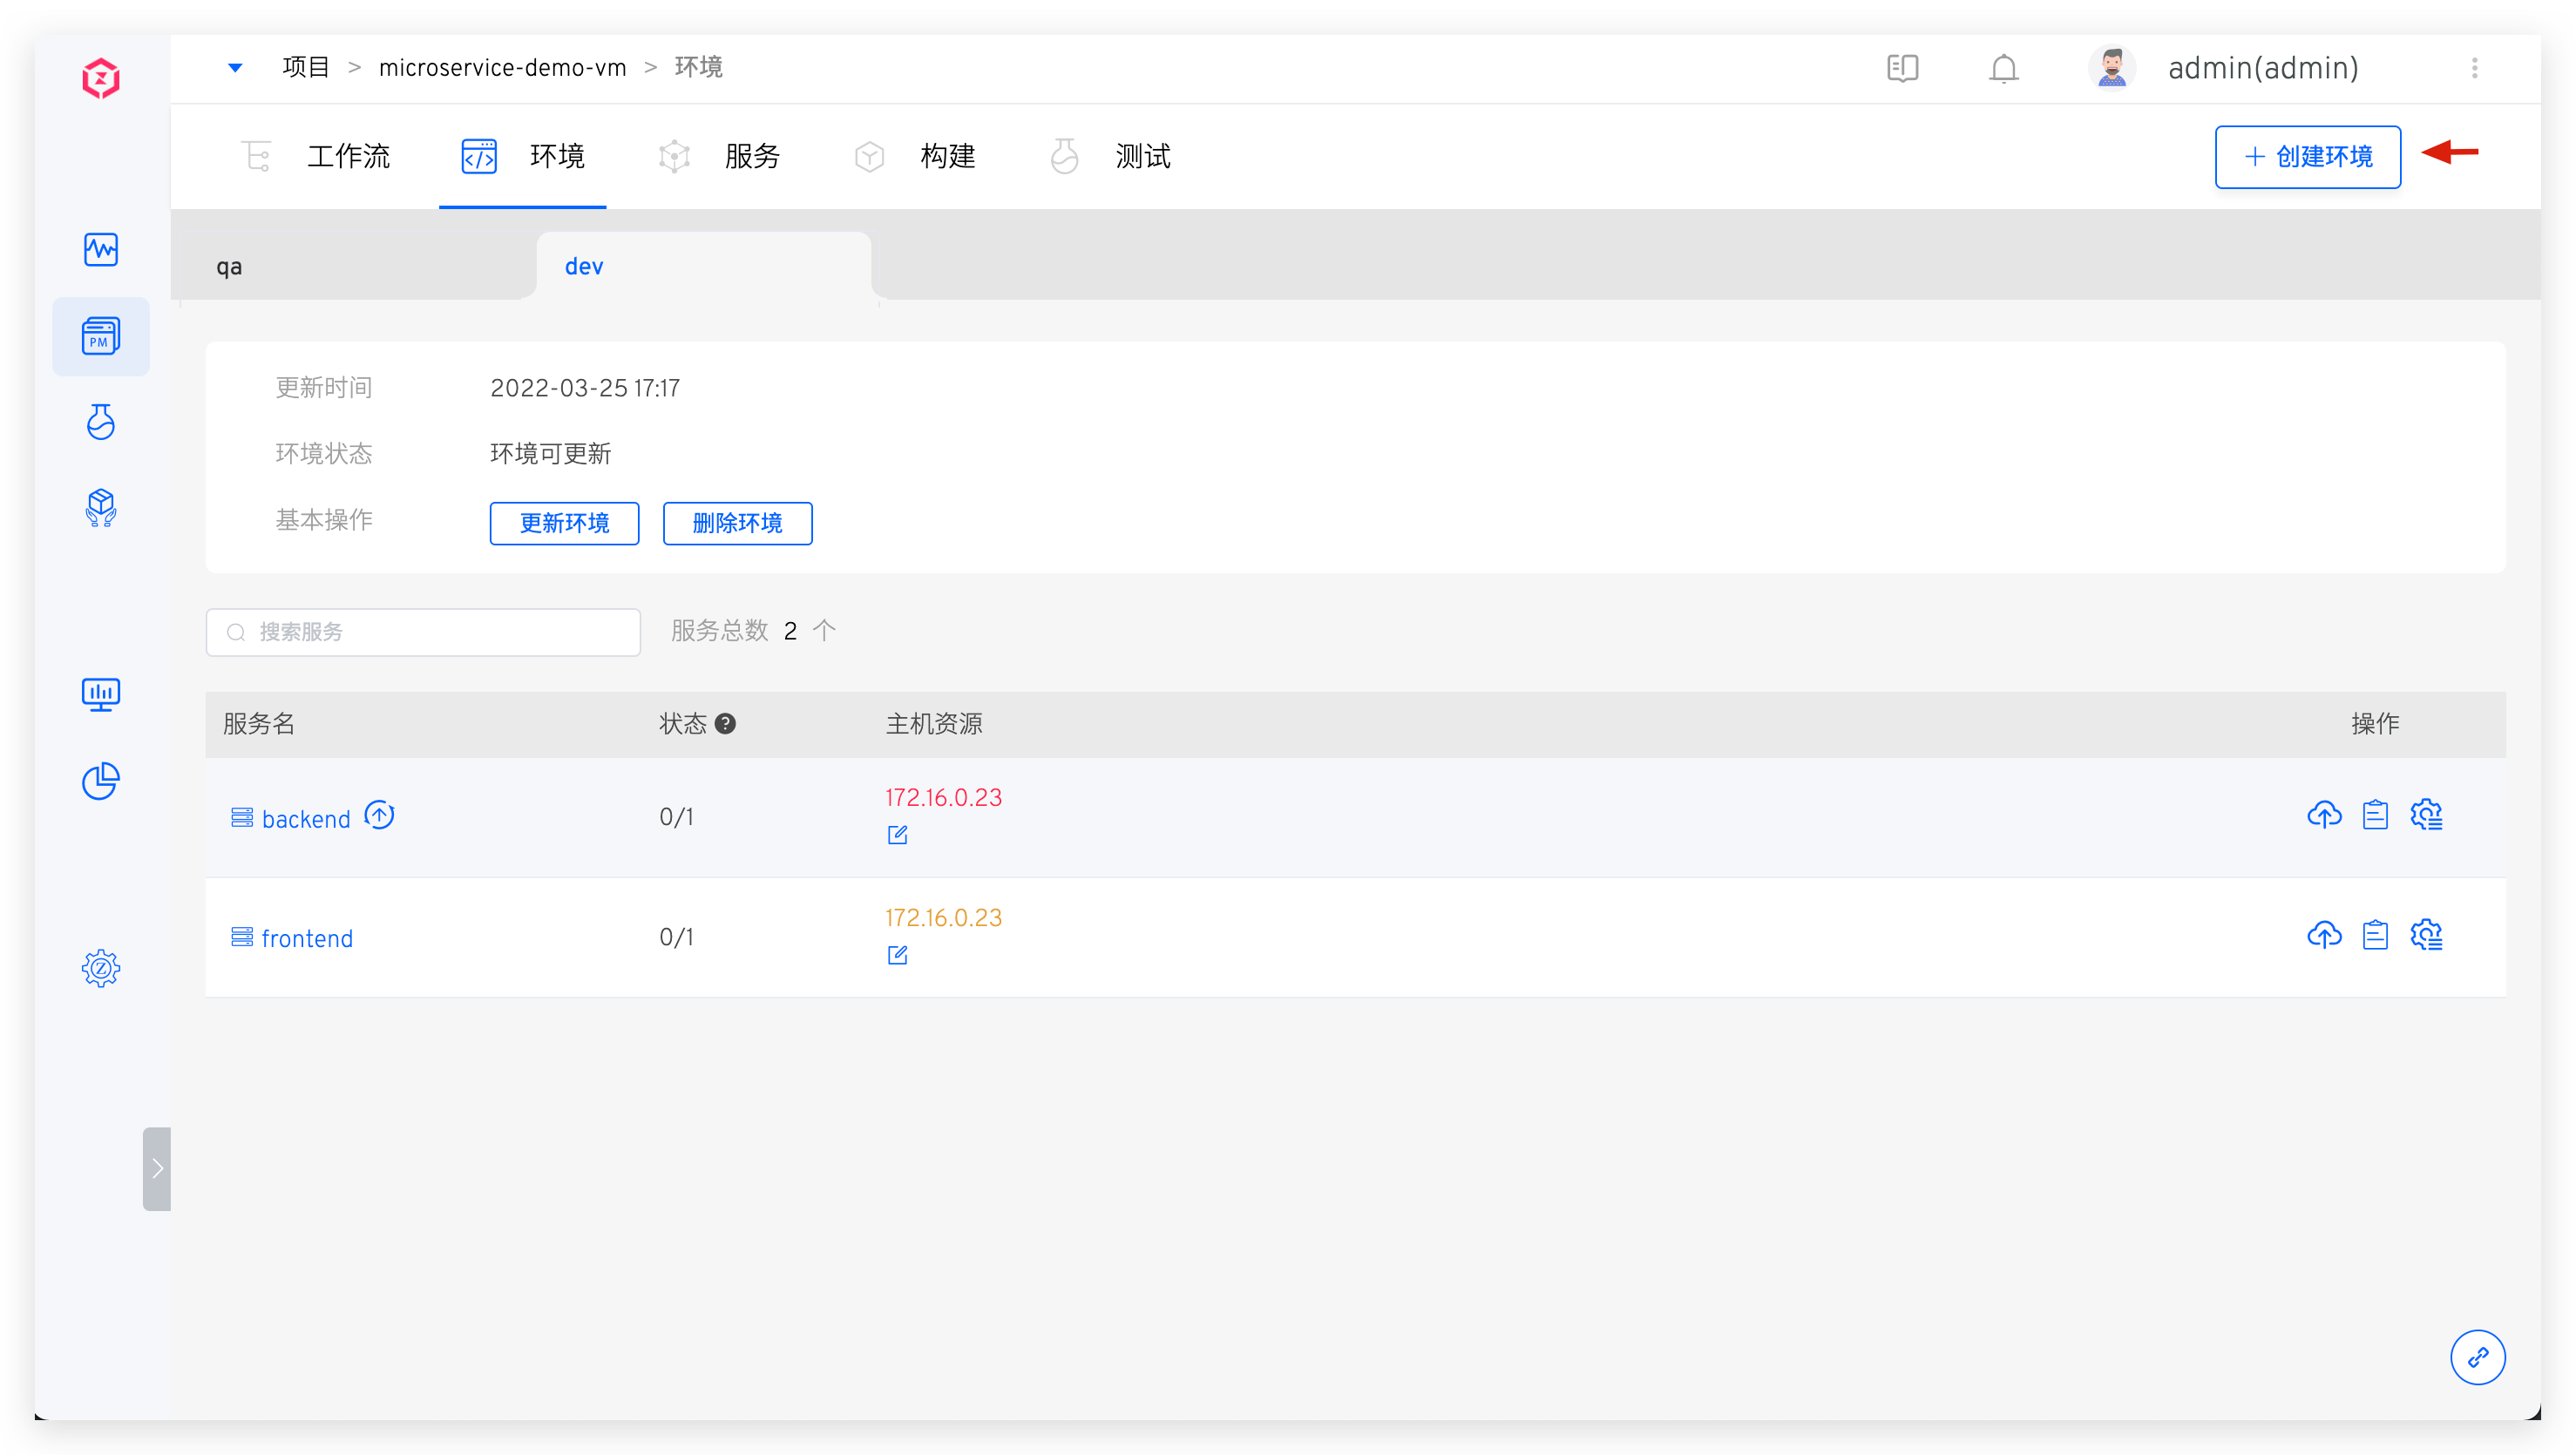 项目 > microservice-demo-vm > 环境
admin(admin)
工作流 环境 服务 构建 测试
+ 创建环境
qa dev
PM
更新时间 2022-03-25 17:17
环境状态 环境可更新
基本操作 更新环境 删除环境
搜索服务 服务总数 2 个
服务名 状态 ? 主机资源 操作
backend 0/1 172.16.0.23
frontend 0/1 172.16.0.23